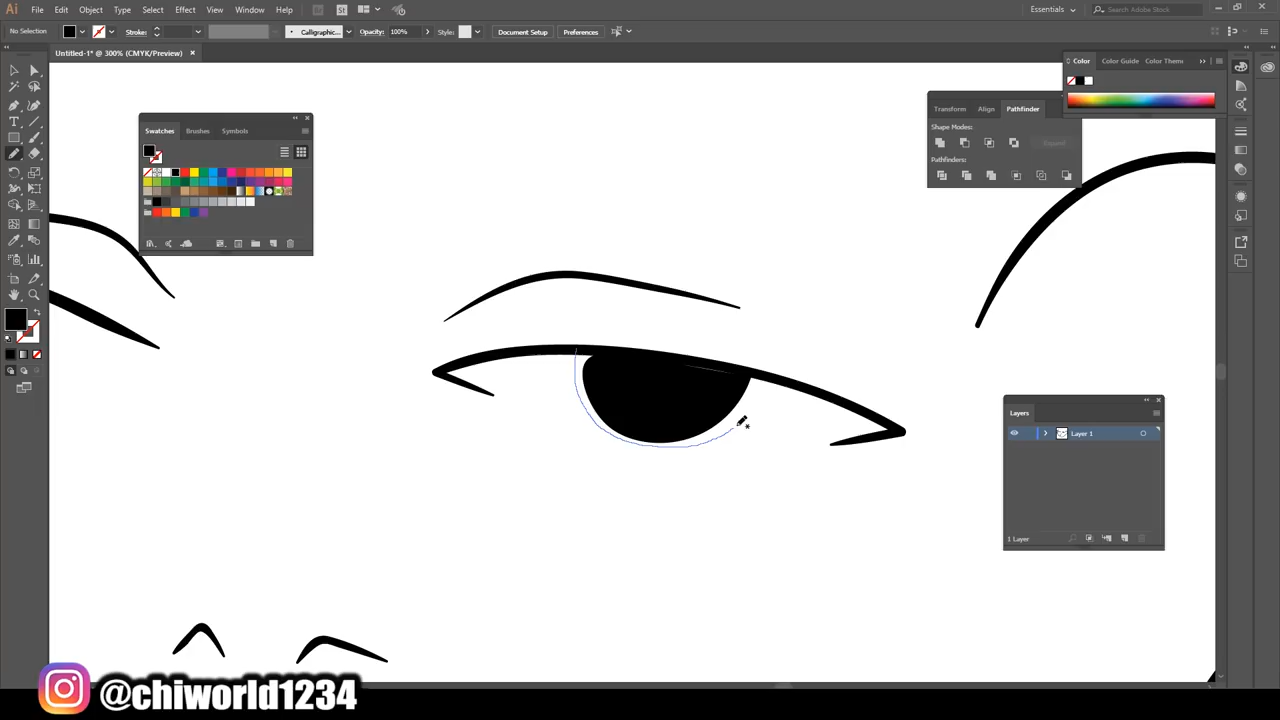 Ai File Edit Object Type Select Effect View Window Help Br St Essentials Search Adobe Stock
No Selection Stroke: Calligraphic... Opacity: 100% Style: Document Setup Preferences
Untitled-1* @ 300% (CMYK/Preview)
Color Color Guide Color Theme
Transform Align Pathfinder
Shape Modes:
Expand
Pathfinders:
Swatches Brushes Symbols
Layers
Layer 1
1 Layer
@chiworld1234